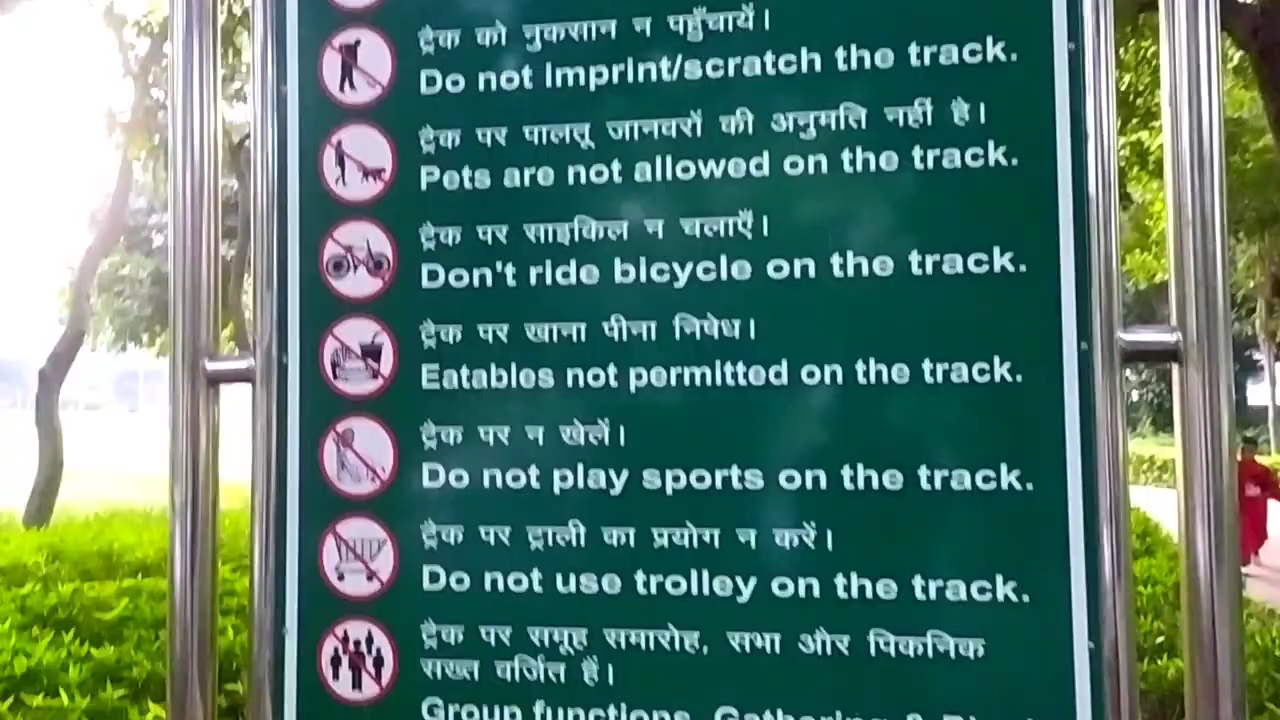 ट्रैक को नुकसान न पहुँचायें।
Do not imprint/scratch the track.
ट्रैक पर पालतू जानवरों की अनुमति नहीं है।
Pets are not allowed on the track.
ट्रैक पर साइकिल न चलाएँ।
Don't ride bicycle on the track.
ट्रैक पर खाना पीना निषेध।
Eatables not permitted on the track.
ट्रैक पर न खेलें।
Do not play sports on the track.
ट्रैक पर ट्राली का प्रयोग न करें।
Do not use trolley on the track.
ट्रैक पर समूह समारोह, सभा और पिकनिक
सख्त वर्जित हैं।
Group functions, Gathering &